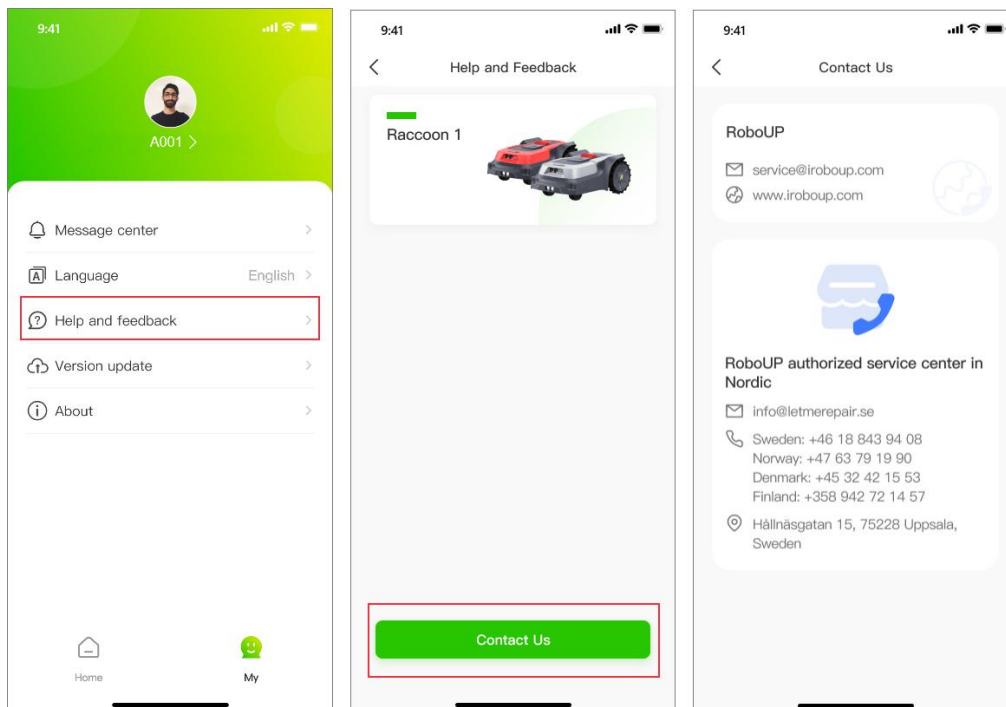 9:41
A001
Message center
Language English
Help and feedback
Version update
About
Home My
9:41
Help and Feedback
Raccoon 1
Contact Us
9:41
Contact Us
RoboUP
service@iroboup.com
www.iroboup.com
RoboUP authorized service center in
Nordic
info@letmerepair.se
Sweden: +46 18 843 94 08
Norway: +47 63 79 19 90
Denmark: +45 32 42 15 53
Finland: +358 942 72 14 57
Hållnäsgatan 15, 75228 Uppsala,
Sweden